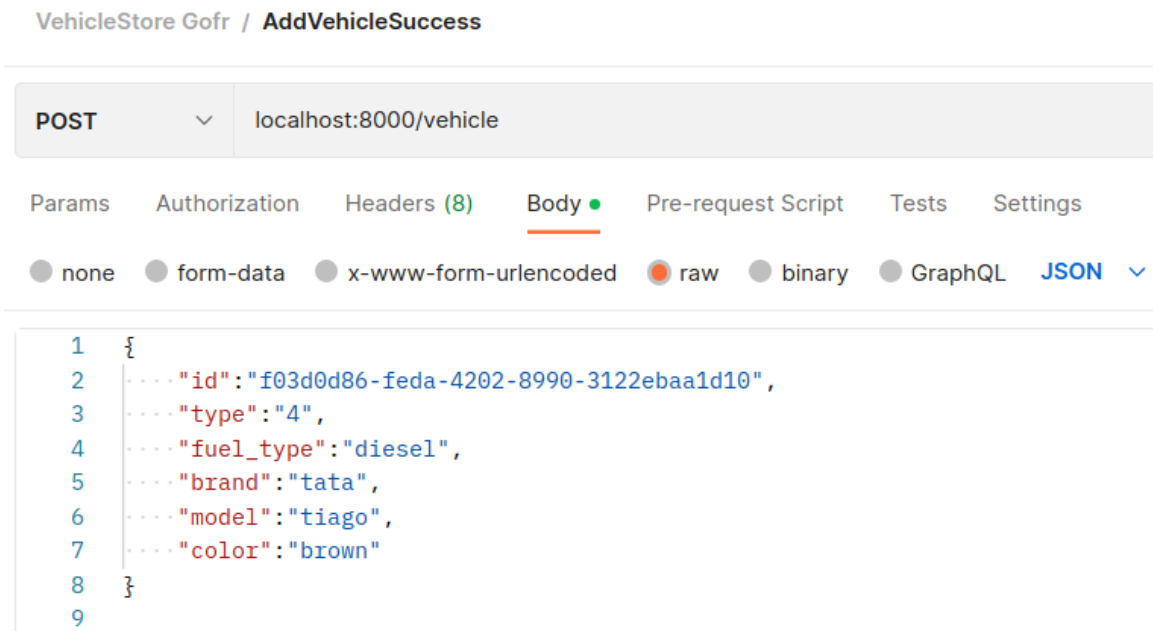 VehicleStore Gofr / AddVehicleSuccess
POST localhost:8000/vehicle
Params Authorization Headers (8) Body Pre-request Script Tests Settings
none form-data x-www-form-urlencoded raw binary GraphQL JSON
1 {
2 "id":"f03d0d86-feda-4202-8990-3122ebaa1d10",
3 "type":"4",
4 "fuel_type":"diesel",
5 "brand":"tata",
6 "model":"tiago",
7 "color":"brown"
8 }
9